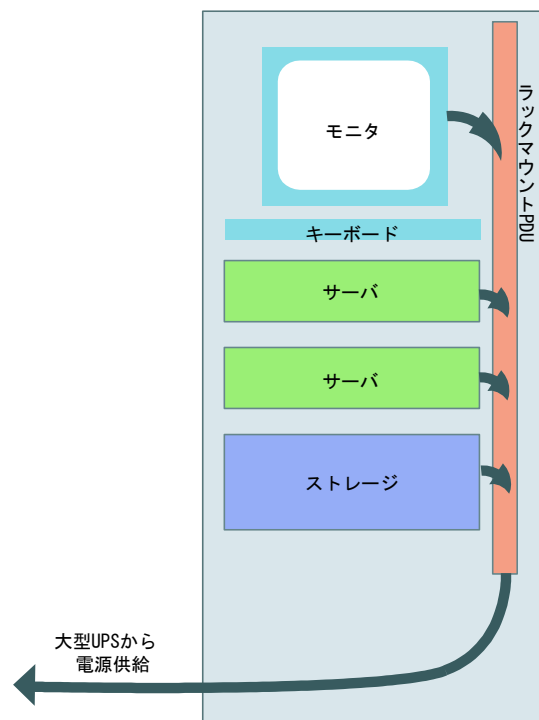 モニタ
ラックマウントPDU
キーボード
サーバ
サーバ
ストレージ
大型UPSから
電源供給